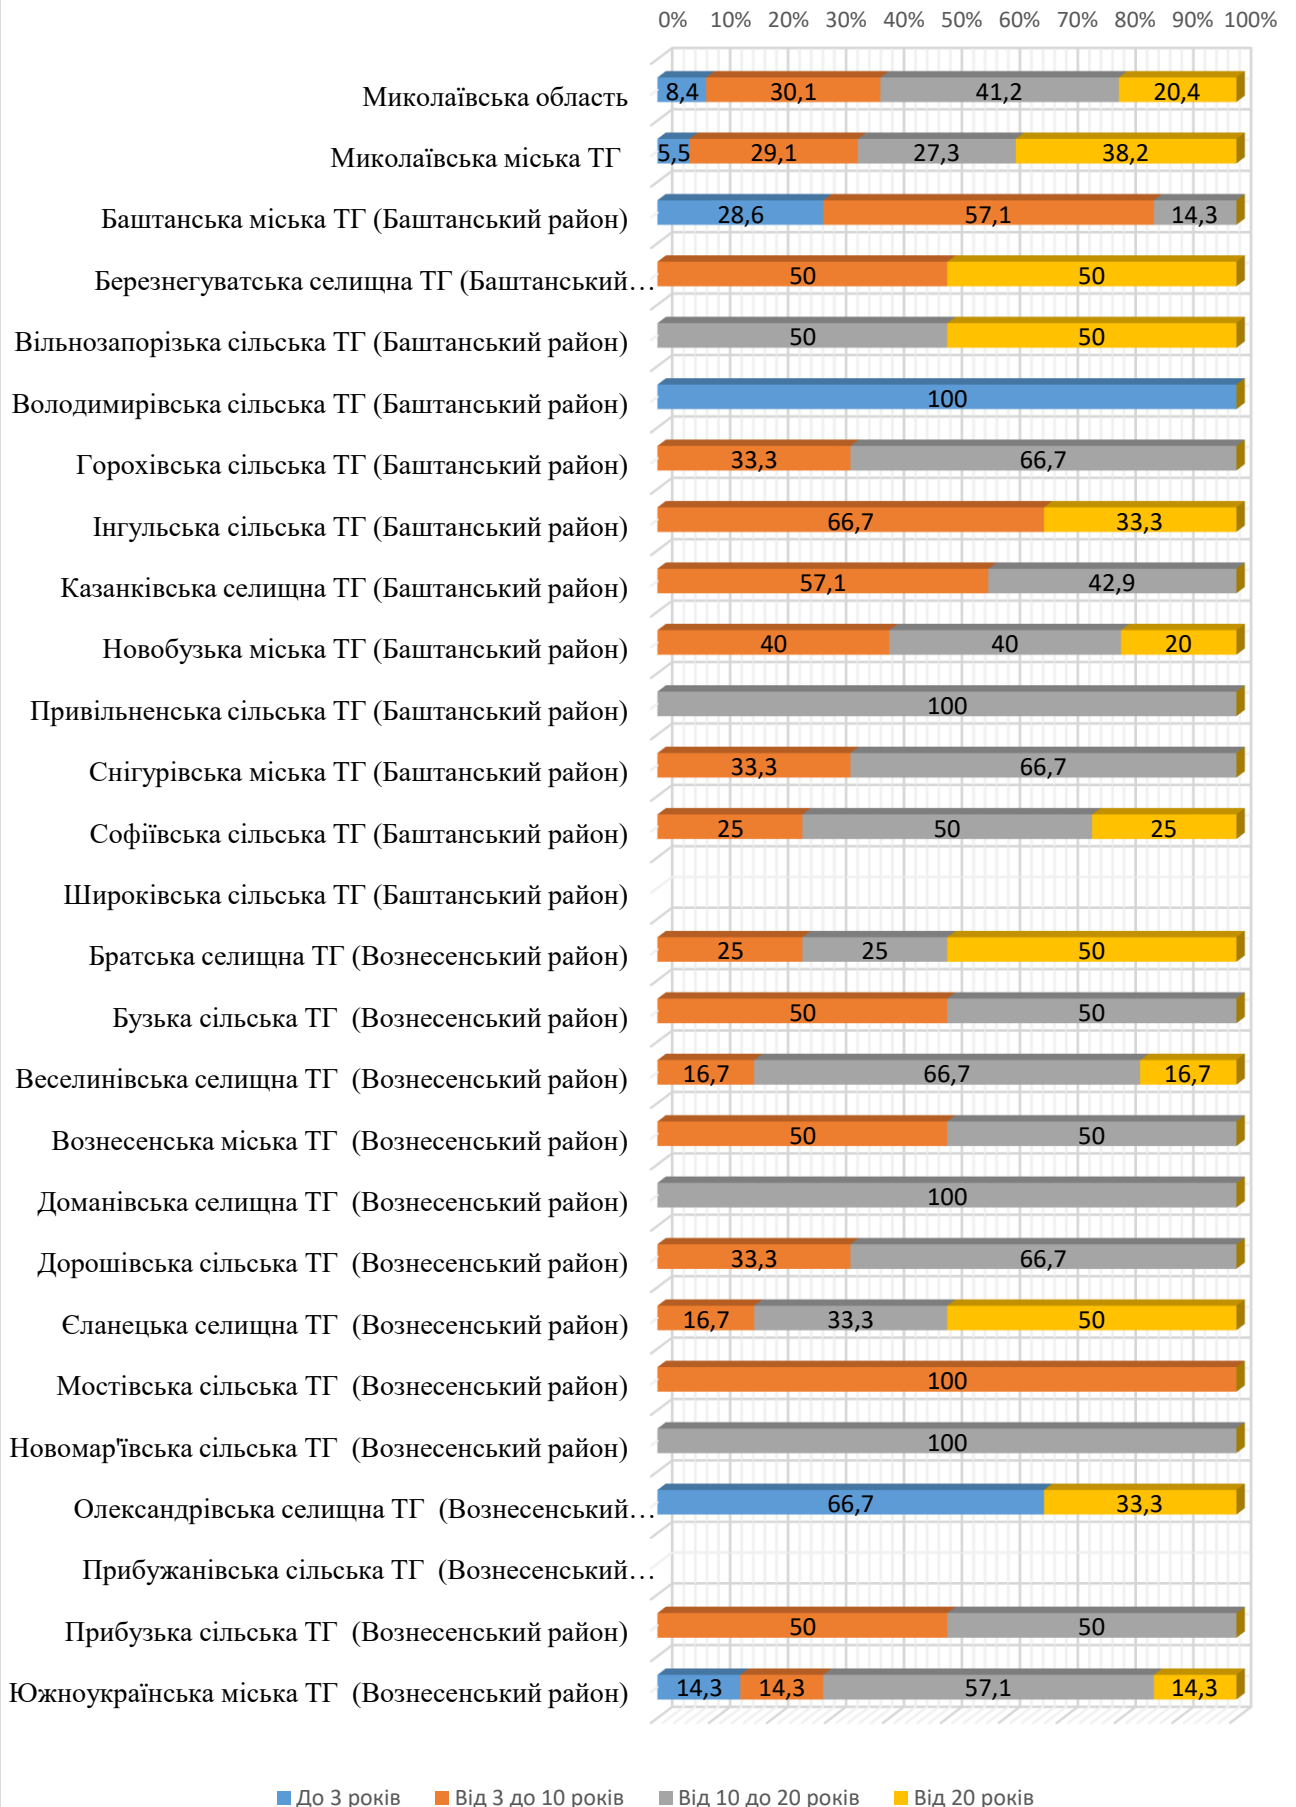 0% 10% 20% 30% 40% 50% 60% 70% 80% 90% 100%
Миколаївська область 8,4 30,1 41,2 20,4
Миколаївська міська ТГ 5,5 29,1 27,3 38,2
Баштанська міська ТГ (Баштанський район) 28,6 57,1 14,3
Березнегуватська селищна ТГ (Баштанський… 50 50
Вільнозапорізька сільська ТГ (Баштанський район) 50 50
Володимирівська сільська ТГ (Баштанський район) 100
Горохівська сільська ТГ (Баштанський район) 33,3 66,7
Інгульська сільська ТГ (Баштанський район) 66,7 33,3
Казанківська селищна ТГ (Баштанський район) 57,1 42,9
Новобузька міська ТГ (Баштанський район) 40 40 20
Привільненська сільська ТГ (Баштанський район) 100
Снігурівська міська ТГ (Баштанський район) 33,3 66,7
Софіївська сільська ТГ (Баштанський район) 25 50 25
Широківська сільська ТГ (Баштанський район)
Братська селищна ТГ (Вознесенський район) 25 25 50
Бузька сільська ТГ (Вознесенський район) 50 50
Веселинівська селищна ТГ (Вознесенський район) 16,7 66,7 16,7
Вознесенська міська ТГ (Вознесенський район) 50 50
Доманівська селищна ТГ (Вознесенський район) 100
Дорошівська сільська ТГ (Вознесенський район) 33,3 66,7
Єланецька селищна ТГ (Вознесенський район) 16,7 33,3 50
Мостівська сільська ТГ (Вознесенський район) 100
Новомар'ївська сільська ТГ (Вознесенський район) 100
Олександрівська селищна ТГ (Вознесенський… 66,7 33,3
Прибужанівська сільська ТГ (Вознесенський…
Прибузька сільська ТГ (Вознесенський район) 50 50
Южноукраїнська міська ТГ (Вознесенський район) 14,3 14,3 57,1 14,3
До 3 років Від 3 до 10 років Від 10 до 20 років Від 20 років